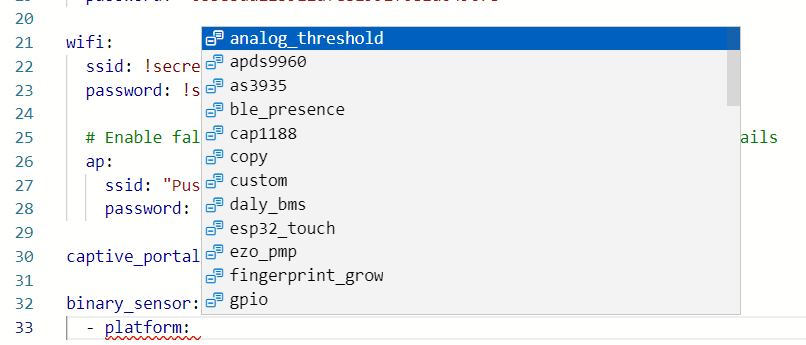 20
21 wifi:
22 ssid: !secre
23 password: !s
24
25 # Enable fal ails
26 ap:
27 ssid: "Pus
28 password:
29
30 captive_portal
31
32 binary_sensor:
33 - platform:
analog_threshold
apds9960
as3935
ble_presence
cap1188
copy
custom
daly_bms
esp32_touch
ezo_pmp
fingerprint_grow
gpio